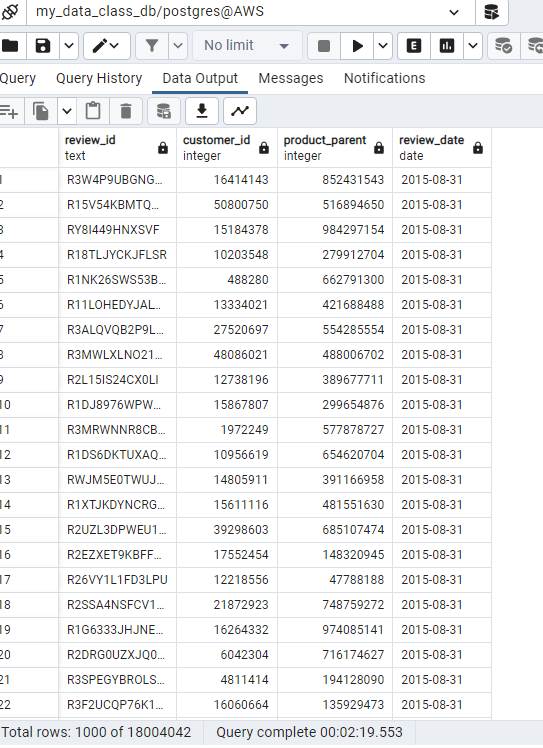 my_data_class_db/postgres@AWS
No limit
E
Query Query History Data Output Messages Notifications
review_id customer_id product_parent review_date
text integer integer date
1 R3W4P9UBGNG... 16414143 852431543 2015-08-31
2 R15V54KBMTQ... 50800750 516894650 2015-08-31
3 RY8I449HNXSVF 15184378 984297154 2015-08-31
4 R18TLJYCKJFLSR 10203548 279912704 2015-08-31
5 R1NK26SWS53B... 488280 662791300 2015-08-31
6 R11LOHEDYJAL... 13334021 421688488 2015-08-31
7 R3ALQVQB2P9L... 27520697 554285554 2015-08-31
8 R3MWLXLNO21... 48086021 488006702 2015-08-31
9 R2L15IS24CX0LI 12738196 389677711 2015-08-31
10 R1DJ8976WPW... 15867807 299654876 2015-08-31
11 R3MRWNNR8CB... 1972249 577878727 2015-08-31
12 R1DS6DKTUXAQ... 10956619 654620704 2015-08-31
13 RWJM5E0TWUJ... 14805911 391166958 2015-08-31
14 R1XTJKDYNCRG... 15611116 481551630 2015-08-31
15 R2UZL3DPWEU1... 39298603 685107474 2015-08-31
16 R2EZXET9KBFF... 17552454 148320945 2015-08-31
17 R26VY1L1FD3LPU 12218556 47788188 2015-08-31
18 R2SSA4NSFCV1... 21872923 748759272 2015-08-31
19 R1G6333JHJNE... 16264332 974085141 2015-08-31
20 R2DRG0UZXJQ0... 6042304 716174627 2015-08-31
21 R3SPEGYBROLS... 4811414 194128090 2015-08-31
22 R3F2UCQP76K1... 16060664 135929473 2015-08-31
Total rows: 1000 of 18004042 Query complete 00:02:19.553